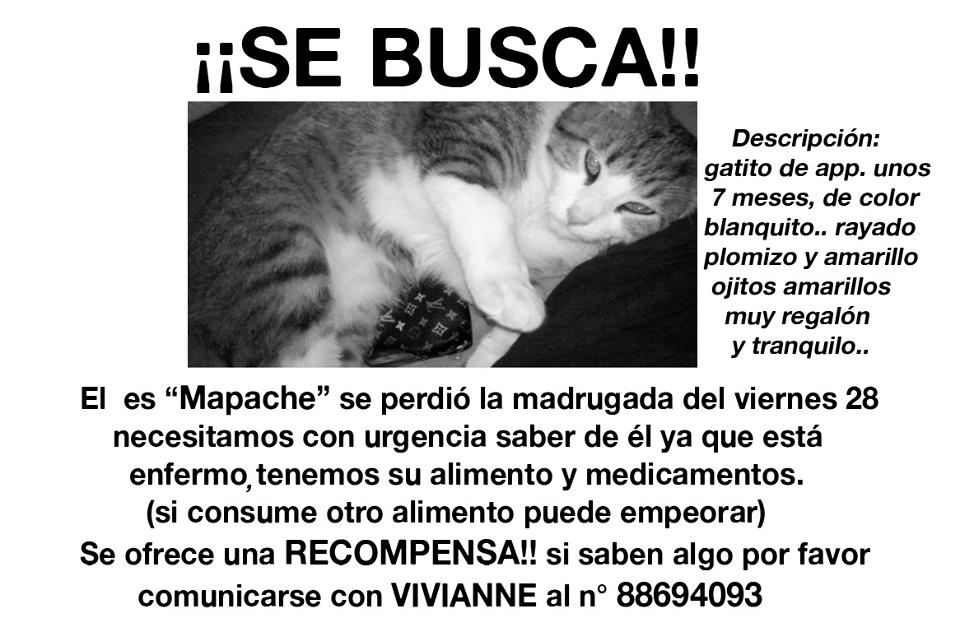 ¡¡SE BUSCA!!
Descripción:
gatito de app. unos
7 meses, de color
blanquito.. rayado
plomizo y amarillo
ojitos amarillos
muy regalón
y tranquilo..
El es “Mapache” se perdió la madrugada del viernes 28
necesitamos con urgencia saber de él ya que está
enfermo, tenemos su alimento y medicamentos.
(si consume otro alimento puede empeorar)
Se ofrece una RECOMPENSA!! si saben algo por favor
comunicarse con VIVIANNE al n° 88694093